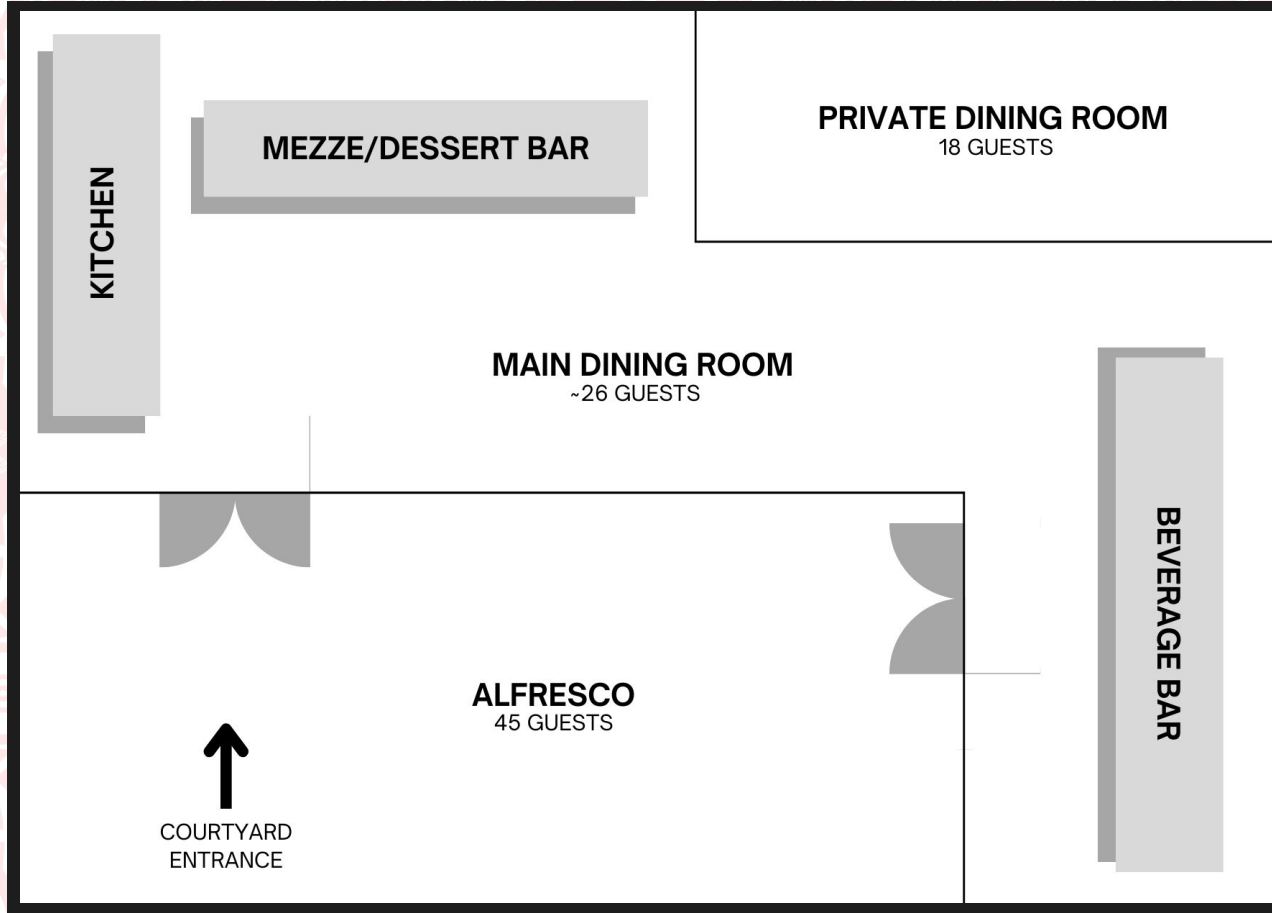 KITCHEN
MEZZE/DESSERT BAR
PRIVATE DINING ROOM
18 GUESTS
MAIN DINING ROOM
~26 GUESTS
BEVERAGE BAR
ALFRESCO
45 GUESTS
COURTYARD
ENTRANCE